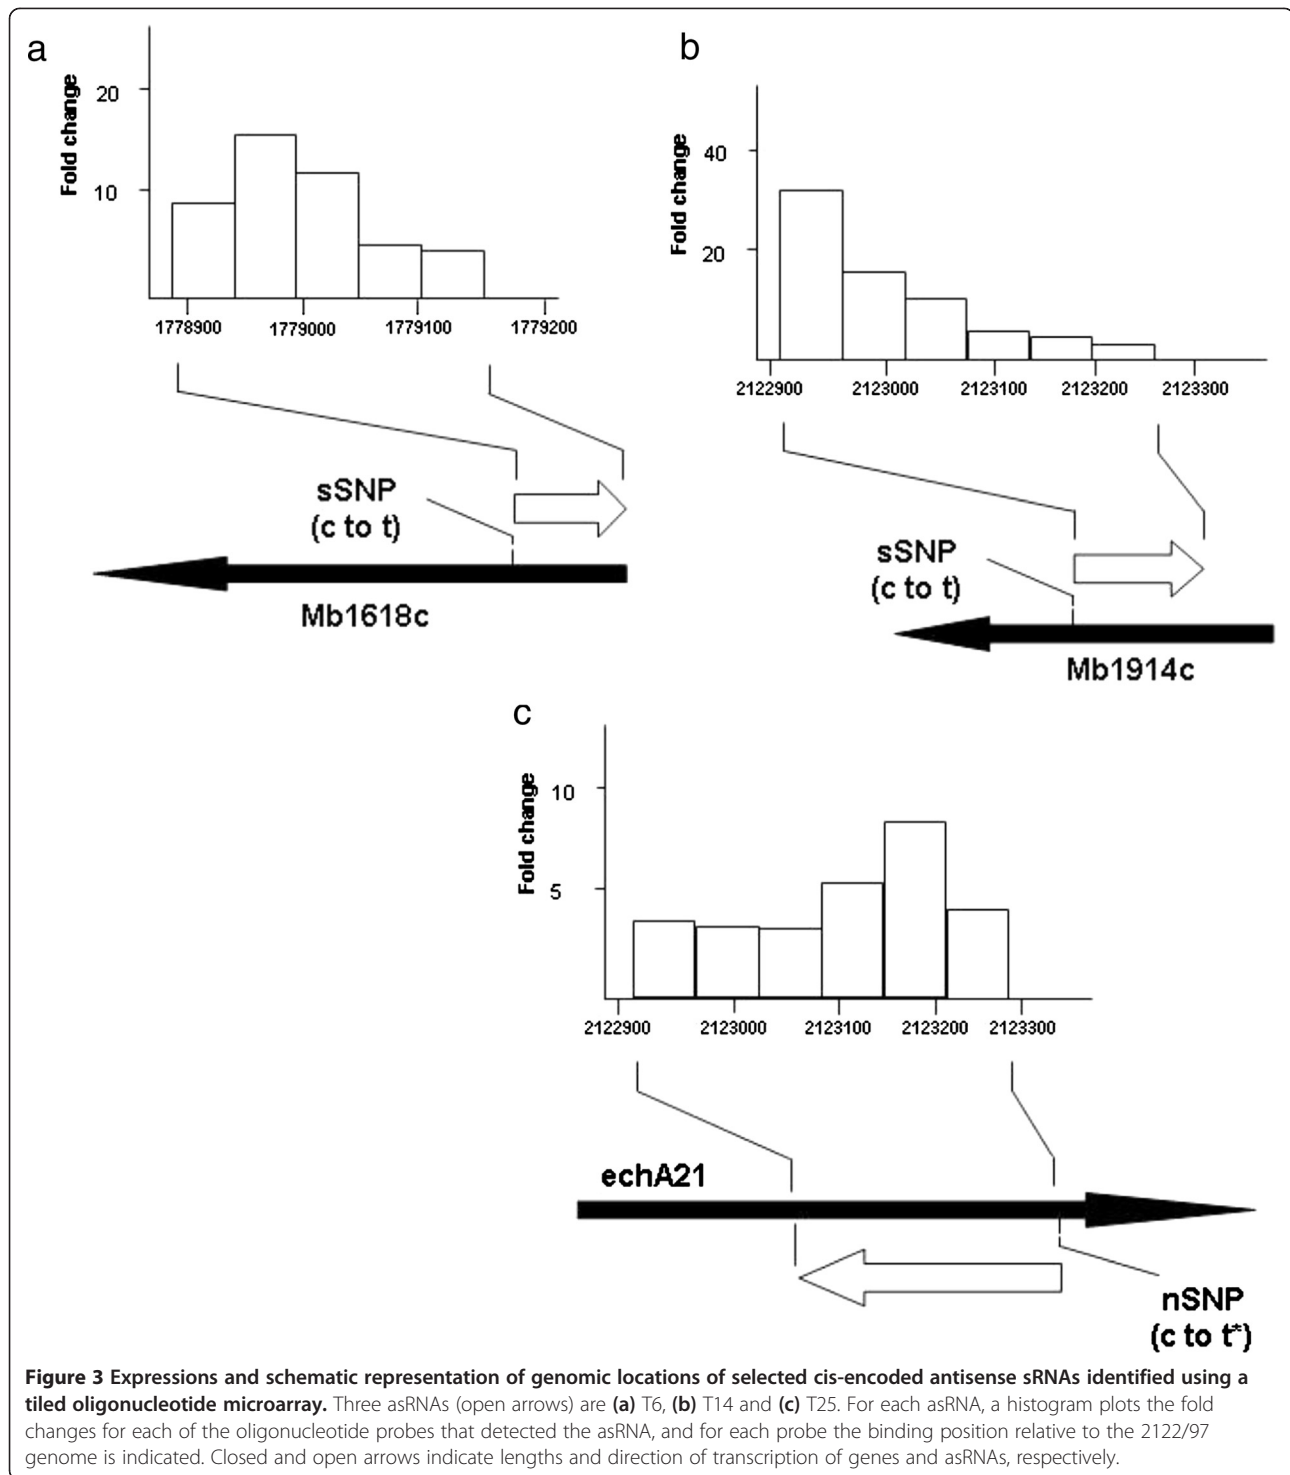 a
20
Fold change
10
1778900 1779000 1779100 1779200
sSNP
(c to t)
Mb1618c
b
40
Fold change
20
2122900 2123000 2123100 2123200 2123300
sSNP
(c to t)
Mb1914c
c
10
Fold change
5
2122900 2123000 2123100 2123200 2123300
echA21
nSNP
(c to t*)
Figure 3 Expressions and schematic representation of genomic locations of selected cis-encoded antisense sRNAs identified using a
tiled oligonucleotide microarray. Three asRNAs (open arrows) are (a) T6, (b) T14 and (c) T25. For each asRNA, a histogram plots the fold
changes for each of the oligonucleotide probes that detected the asRNA, and for each probe the binding position relative to the 2122/97
genome is indicated. Closed and open arrows indicate lengths and direction of transcription of genes and asRNAs, respectively.